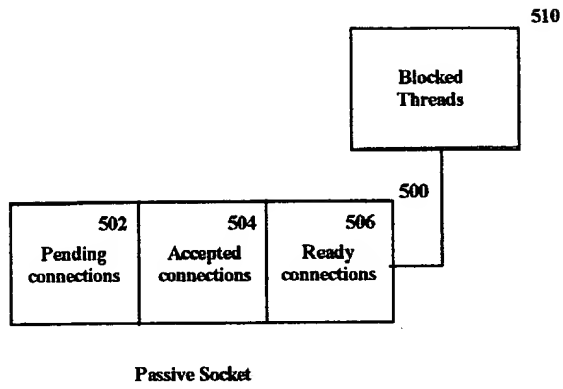 510
Blocked
Threads
500
502
504
506
Pending
connections
Accepted
connections
Ready
connections
Passive Socket